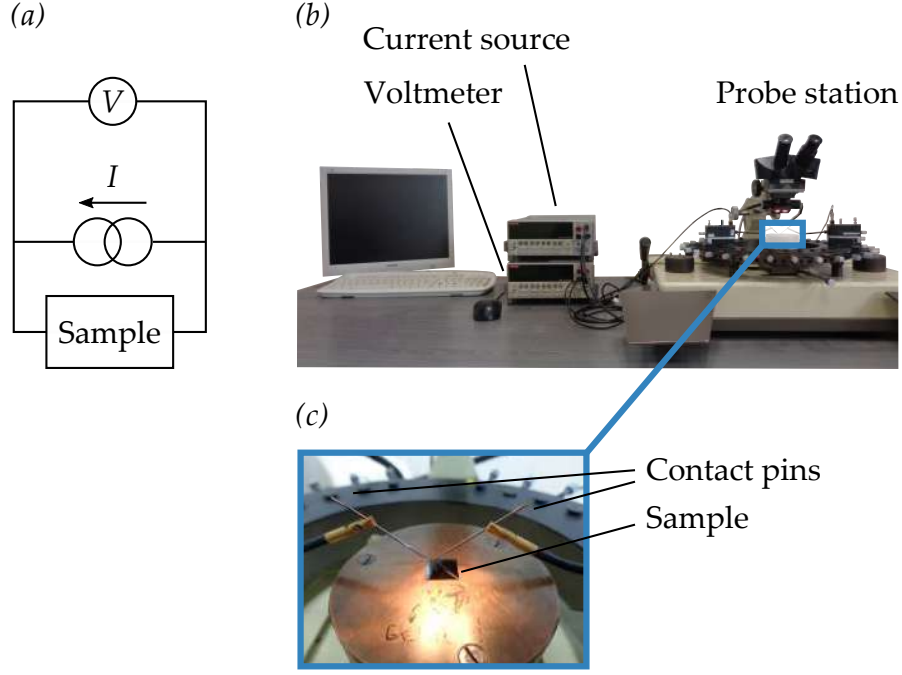 (a)
V
I
Sample
(b)
Current source
Voltmeter
Probe station
(c)
Contact pins
Sample